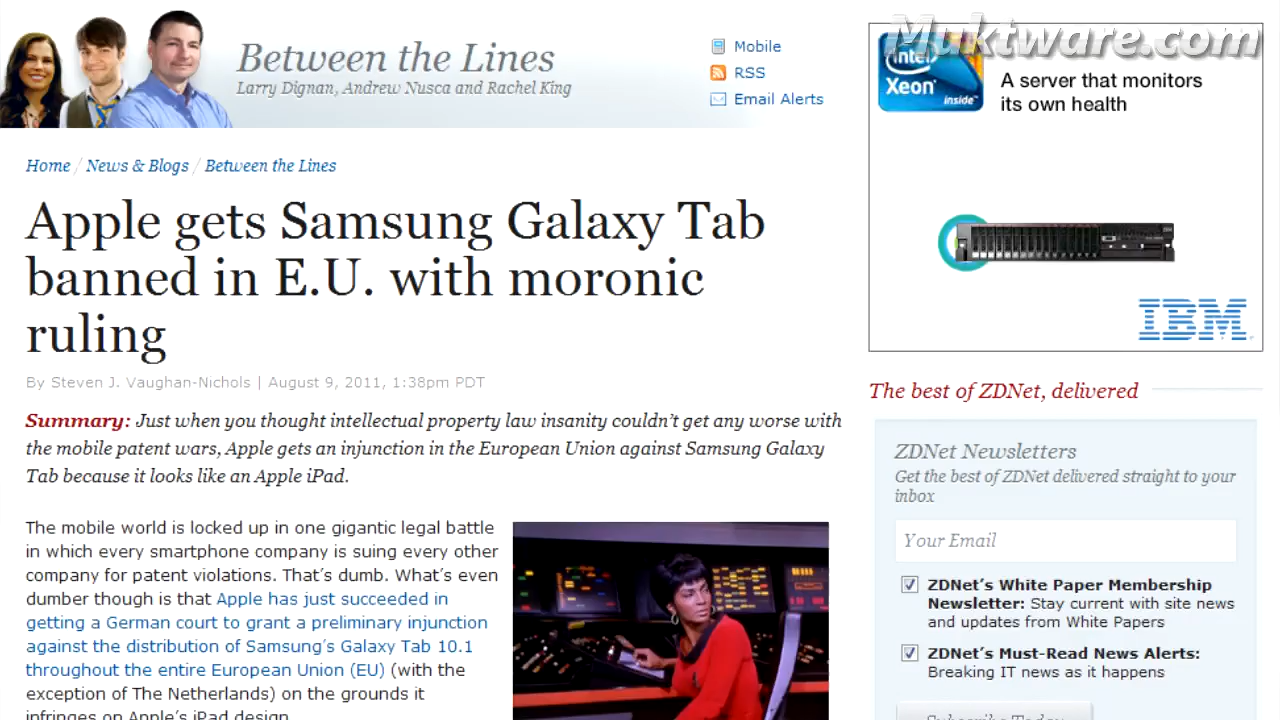 Between the Lines
Larry Dignan, Andrew Nusca and Rachel King
Mobile
RSS
Email Alerts
Muktware.com
intel
Xeon
inside™
A server that monitors
its own health
IBM
Home / News & Blogs / Between the Lines
Apple gets Samsung Galaxy Tab
banned in E.U. with moronic
ruling
By Steven J. Vaughan-Nichols | August 9, 2011, 1:38pm PDT
Summary: Just when you thought intellectual property law insanity couldn't get any worse with
the mobile patent wars, Apple gets an injunction in the European Union against Samsung Galaxy
Tab because it looks like an Apple iPad.
The mobile world is locked up in one gigantic legal battle
in which every smartphone company is suing every other
company for patent violations. That's dumb. What's even
dumber though is that Apple has just succeeded in
getting a German court to grant a preliminary injunction
against the distribution of Samsung's Galaxy Tab 10.1
throughout the entire European Union (EU) (with the
exception of The Netherlands) on the grounds it
infringes on Apple's iPad design.
The best of ZDNet, delivered
ZDNet Newsletters
Get the best of ZDNet delivered straight to your
inbox
Your Email
ZDNet's White Paper Membership
Newsletter: Stay current with site news
and updates from White Papers
ZDNet's Must-Read News Alerts:
Breaking IT news as it happens
Subscribe Today